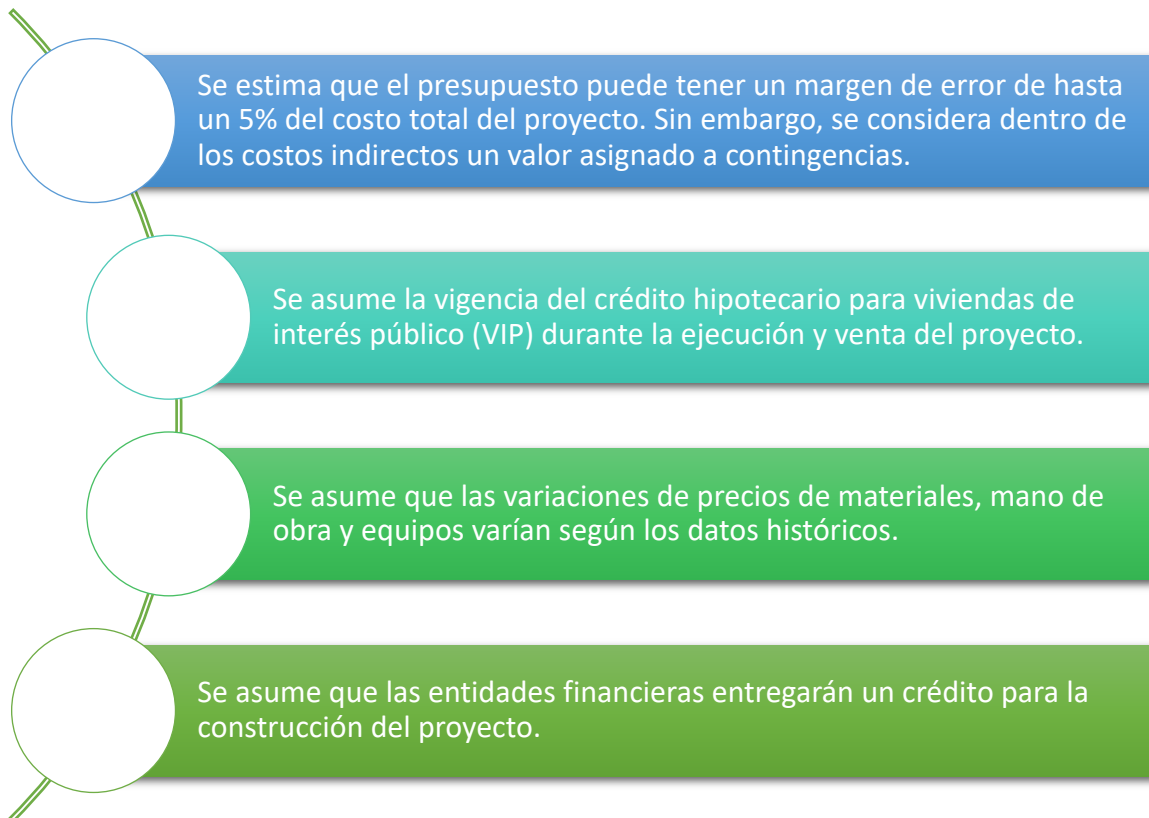 Se estima que el presupuesto puede tener un margen de error de hasta
un 5% del costo total del proyecto. Sin embargo, se considera dentro de
los costos indirectos un valor asignado a contingencias.
Se asume la vigencia del crédito hipotecario para viviendas de
interés público (VIP) durante la ejecución y venta del proyecto.
Se asume que las variaciones de precios de materiales, mano de
obra y equipos varían según los datos históricos.
Se asume que las entidades financieras entregarán un crédito para la
construcción del proyecto.